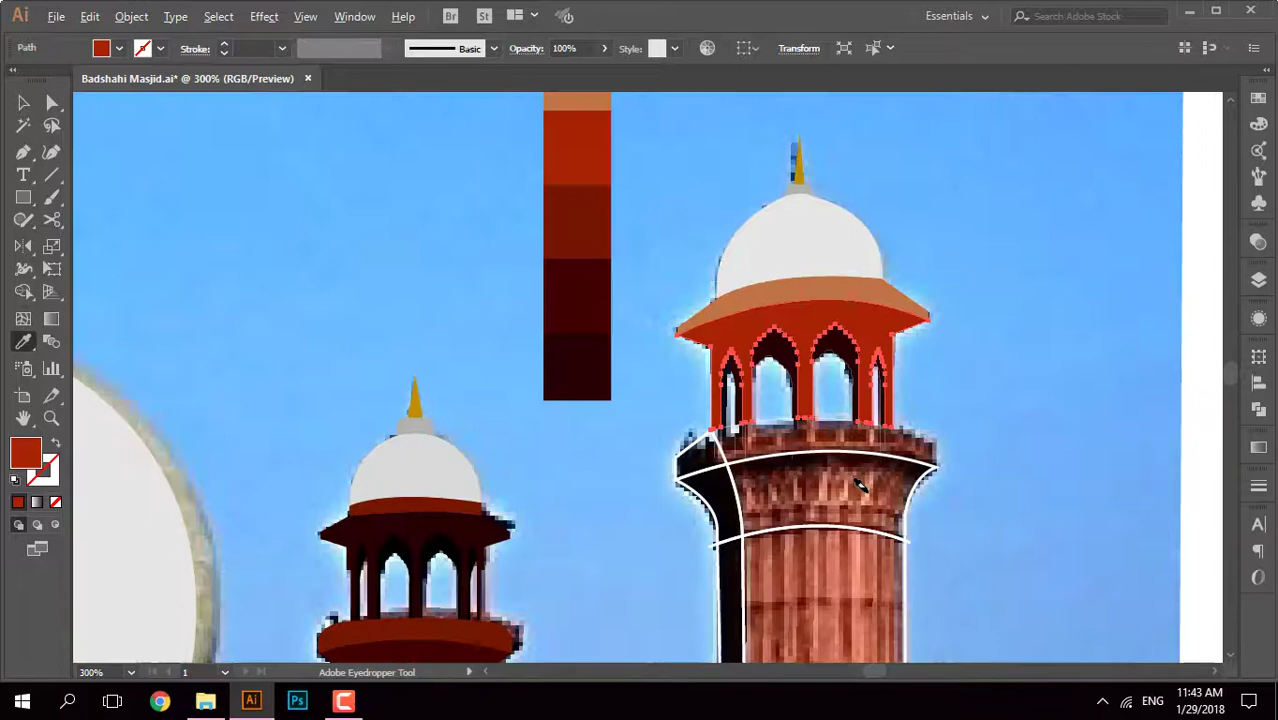 Ai File Edit Object Type Select Effect View Window Help Br St Essentials Search Adobe Stock
Path Stroke: Basic Opacity: 100% Style: Transform
Badshahi Masjid.ai* @ 300% (RGB/Preview)
300% 1 Adobe Eyedropper Tool
Ai Ps ENG 11:43 AM
1/29/2018